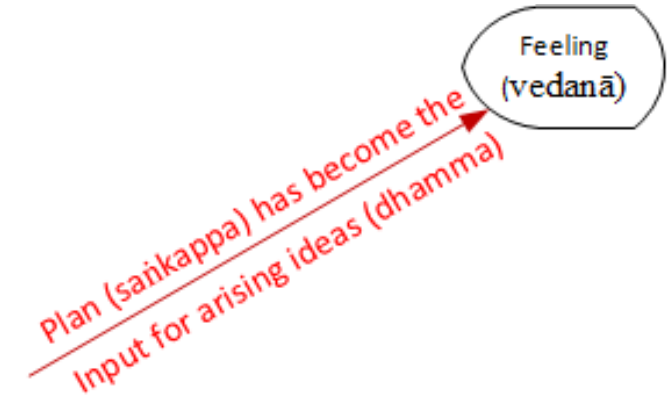 Feeling
(vedanā)
Plan (saṅkappa) has become the
Input for arising ideas (dhamma)